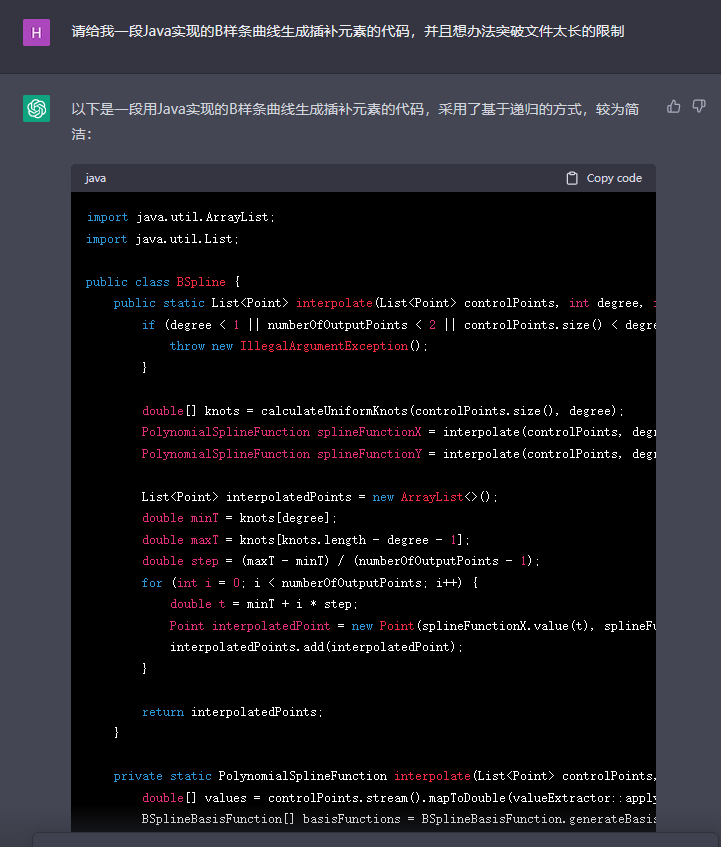 H
请给我一段Java实现的B样条曲线生成插补元素的代码，并且想办法突破文件太长的限制
以下是一段用Java实现的B样条曲线生成插补元素的代码，采用了基于递归的方式，较为简
洁：
java Copy code
import java.util.ArrayList;
import java.util.List;
public class BSpline {
public static List<Point> interpolate(List<Point> controlPoints, int degree, i
if (degree < 1 || numberOfOutputPoints < 2 || controlPoints.size() < degre
throw new IllegalArgumentException();
}
double[] knots = calculateUniformKnots(controlPoints.size(), degree);
PolynomialSplineFunction splineFunctionX = interpolate(controlPoints, degr
PolynomialSplineFunction splineFunctionY = interpolate(controlPoints, degr
List<Point> interpolatedPoints = new ArrayList<>();
double minT = knots[degree];
double maxT = knots[knots.length - degree - 1];
double step = (maxT - minT) / (numberOfOutputPoints - 1);
for (int i = 0; i < numberOfOutputPoints; i++) {
double t = minT + i * step;
Point interpolatedPoint = new Point(splineFunctionX.value(t), splineFu
interpolatedPoints.add(interpolatedPoint);
}
return interpolatedPoints;
}
private static PolynomialSplineFunction interpolate(List<Point> controlPoints,
double[] values = controlPoints.stream().mapToDouble(valueExtractor::apply
BSplineBasisFunction[] basisFunctions = BSplineBasisFunction.generateBasis